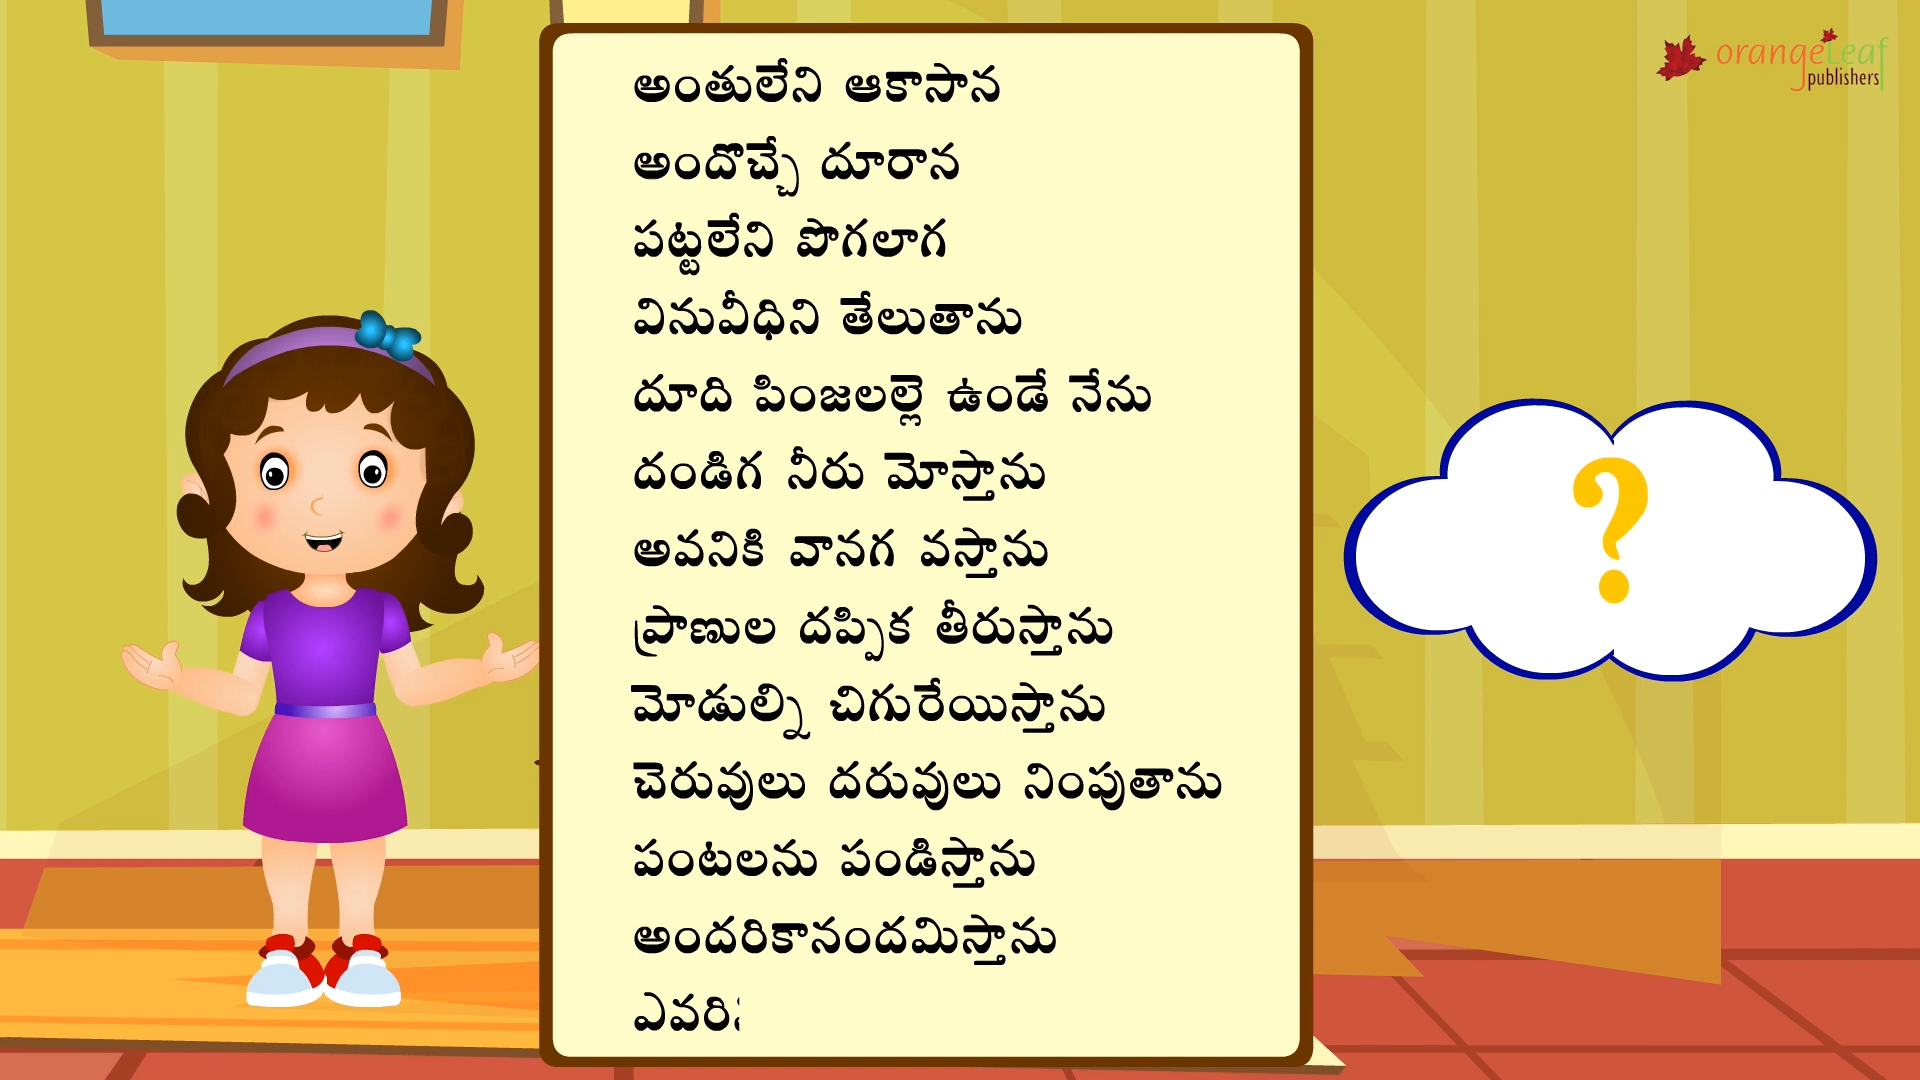 అంతులేని ఆకాసాన
అందొచ్చే దూరాన
పట్టలేని పొగలాగ
వినువీధిని తేలుతాను
దూది పింజలల్లె ఉండే నేను
దండిగ నీరు మోస్తాను
అవనికి వానగ వస్తాను
ప్రాణుల దప్పిక తీరుస్తాను
మోడుల్ని చిగురేయిస్తాను
చెరువులు దరువులు నింపుతాను
పంటలను పండిస్తాను
అందరికానందమిస్తాను
?
orangeLeaf
publishers